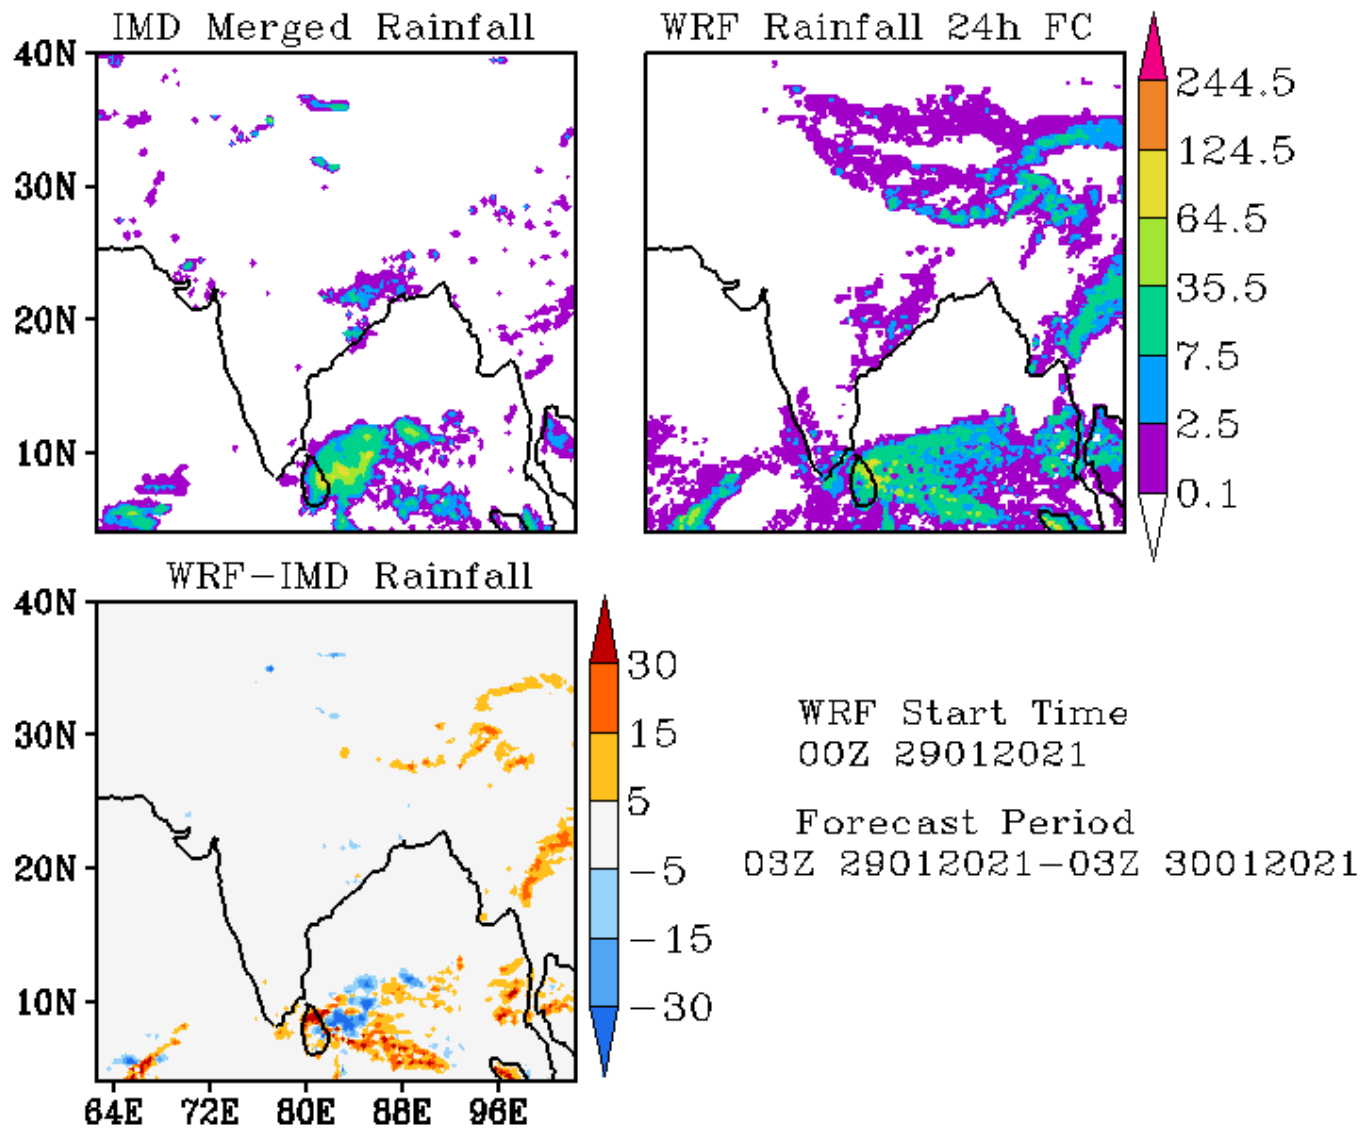 IMD Merged Rainfall
WRF Rainfall 24h FC
40N
30N
20N
10N
244.5
124.5
64.5
35.5
7.5
2.5
0.1
WRF-IMD Rainfall
40N
30N
20N
10N
64E 72E 80E 88E 96E
30
15
5
-5
-15
-30
WRF Start Time
00Z 29012021
Forecast Period
03Z 29012021-03Z 30012021